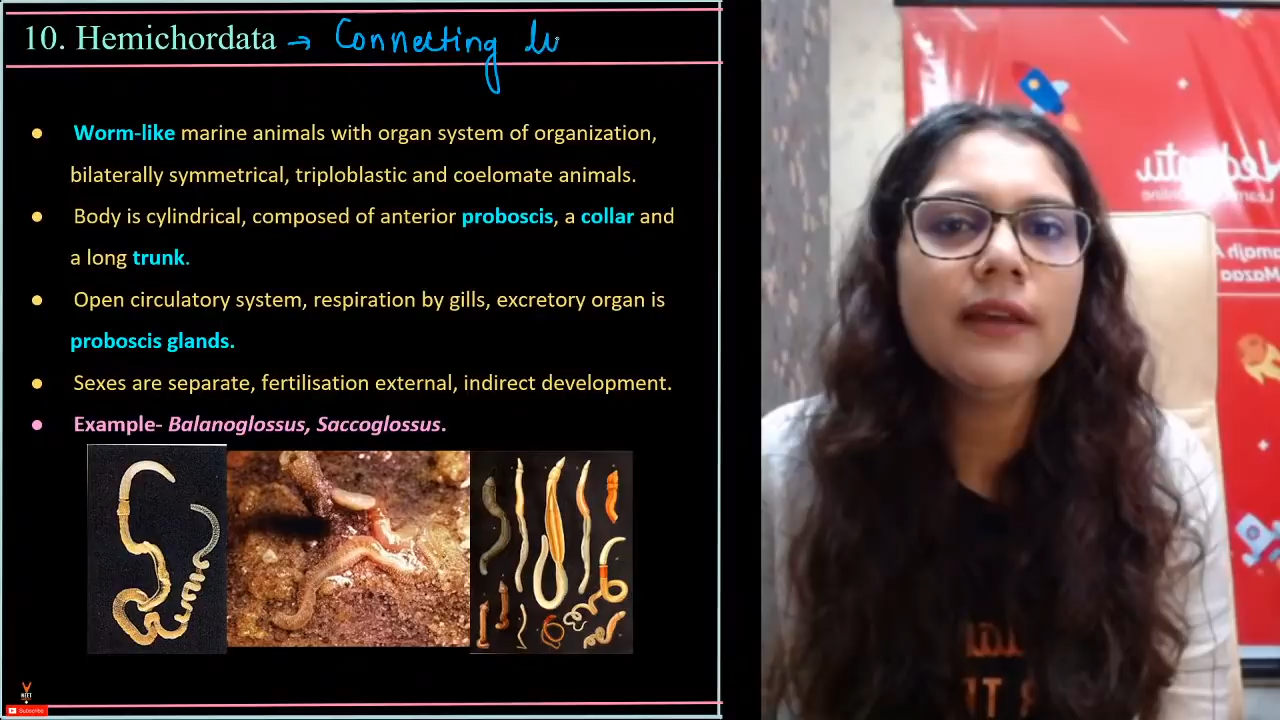 10. Hemichordata → Connecting
Worm-like marine animals with organ system of organization,
bilaterally symmetrical, triploblastic and coelomate animals.
Body is cylindrical, composed of anterior proboscis, a collar and
a long trunk.
Open circulatory system, respiration by gills, excretory organ is
proboscis glands.
Sexes are separate, fertilisation external, indirect development.
Example- Balanoglossus, Saccoglossus.
NEET
Subscribe